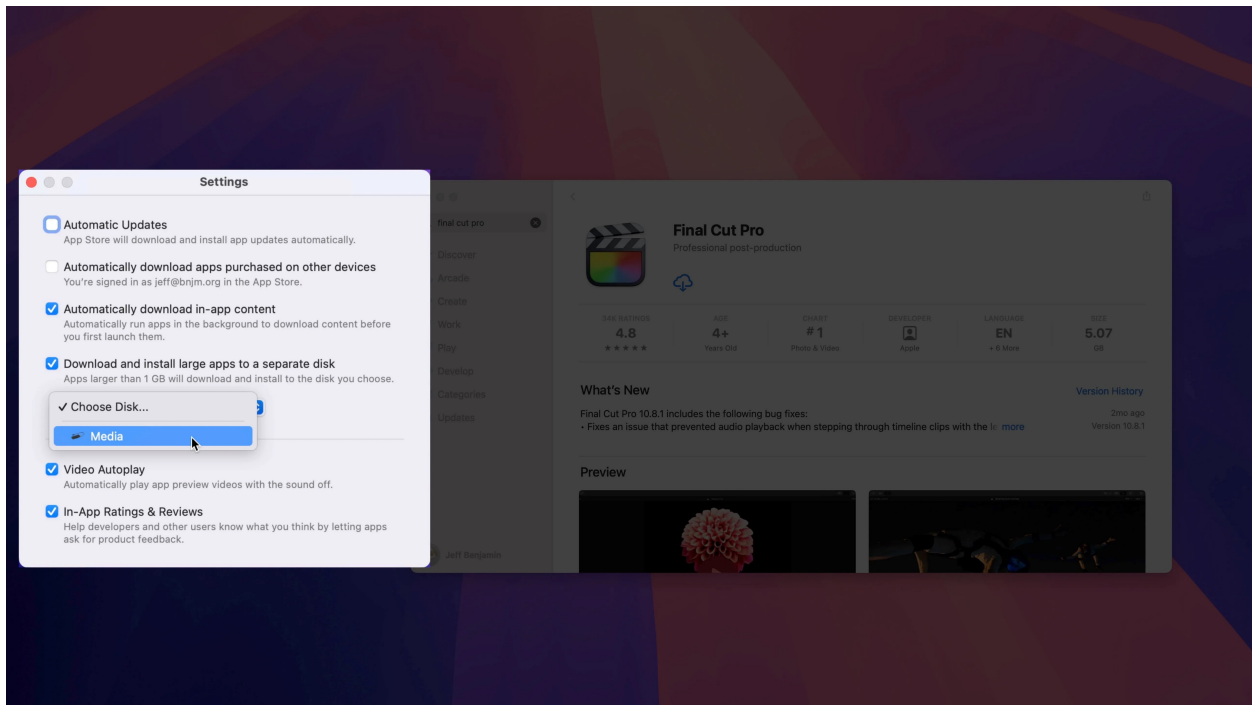 Settings
Automatic Updates
App Store will download and install app updates automatically.
Automatically download apps purchased on other devices
You're signed in as jeff@bnjm.org in the App Store.
Automatically download in-app content
Automatically run apps in the background to download content before
you first launch them.
Download and install large apps to a separate disk
Apps larger than 1 GB will download and install to the disk you choose.
✓ Choose Disk...
Media
Video Autoplay
Automatically play app preview videos with the sound off.
In-App Ratings & Reviews
Help developers and other users know what you think by letting apps
ask for product feedback.
final cut pro
Discover
Arcade
Create
Work
Play
Develop
Categories
Updates
Jeff Benjamin
Final Cut Pro
Professional post-production
34K RATINGS
4.8
AGE
4+
Years Old
CHART
#1
Photo & Video
DEVELOPER
Apple
LANGUAGE
EN
+ 6 More
SIZE
5.07
GB
What's New
Version History
Final Cut Pro 10.8.1 includes the following bug fixes:
2mo ago
• Fixes an issue that prevented audio playback when stepping through timeline clips with the more
Version 10.8.1
Preview